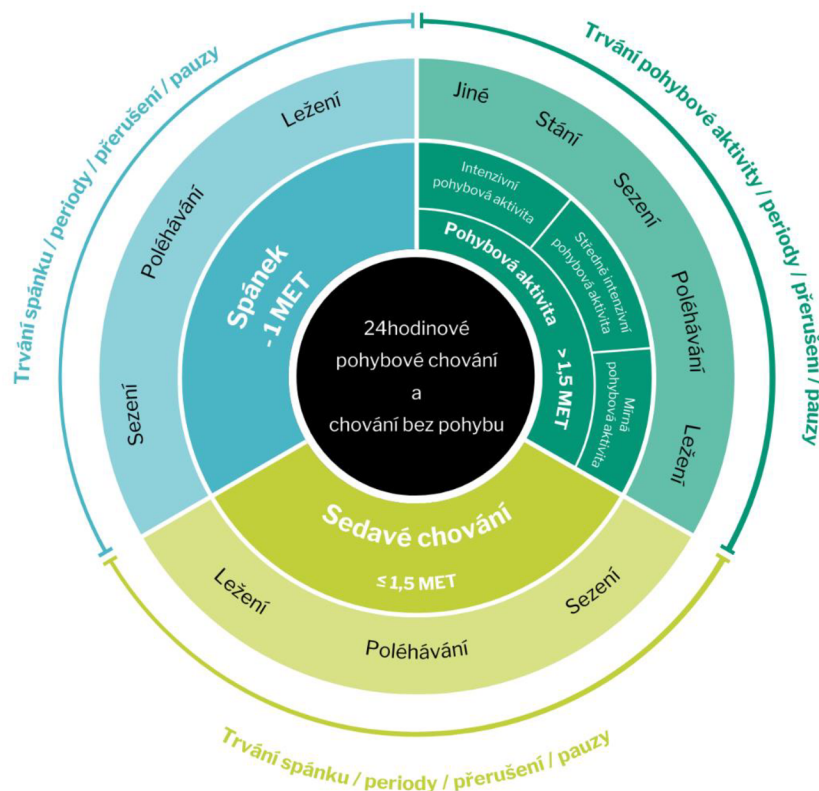 24hodinové
pohybové chování
a
chování bez pohybu
Spánek
-1 MET
Ležení
Poléhávání
Sezení
Trvání spánku / periody / přerušení / pauzy
Pohybová aktivita
> 1,5 MET
Intenzivní
pohybová aktivita
Středně intenzivní
pohybová aktivita
Mírná
pohybová aktivita
Jiné
Stání
Sezení
Poléhávání
Ležení
Trvání pohybové aktivity / periody / přerušení / pauzy
Sedavé chování
≤ 1,5 MET
Ležení
Poléhávání
Sezení
Trvání spánku / periody / přerušení / pauzy